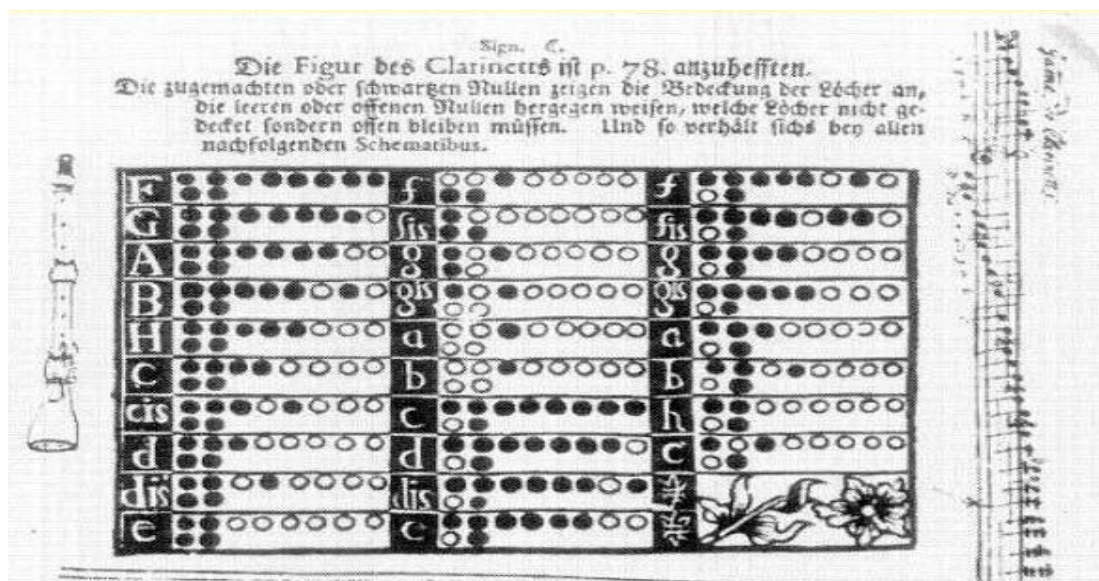 Sign. C.
Die Figur des Clarinetts ist p. 78. anzuhefften.
Die zugemachten oder schwartzen Nullen zeigen die Bedeckung der Löcher an,
die leeren oder offenen Nullen hergegen weisen, welche Löcher nicht ge-
decket sondern offen bleiben müssen. Und so verhält sichs bey allen
nachfolgenden Schematibus.
F f f
G fis fis
A g g
B gis gis
H a a
c b b
cis c h
d d c
dis dis
e e